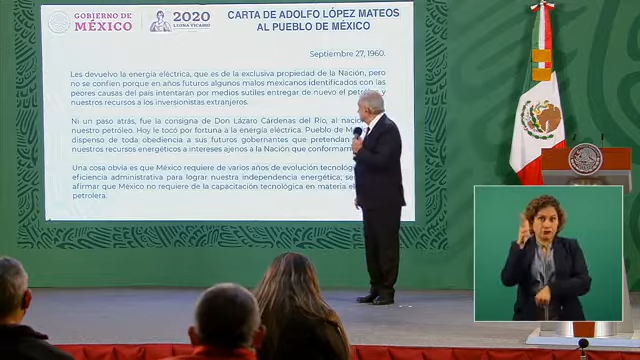 GOBIERNO DE
MÉXICO
2020
LEONA VICARIO
CARTA DE ADOLFO LÓPEZ MATEOS
AL PUEBLO DE MÉXICO
Septiembre 27, 1960.
Les devuelvo la energía eléctrica, que es de la exclusiva propiedad de la Nación, pero
no se confíen porque en años futuros algunos malos mexicanos identificados con las
peores causas del país intentarán por medios sutiles entregar de nuevo el petróleo y
nuestros recursos a los inversionistas extranjeros.
Ni un paso atrás, fue la consigna de Don Lázaro Cárdenas del Río, al
nuestro petróleo. Hoy le tocó por fortuna a la energía eléctrica. Pueblo de
dispenso de toda obediencia a sus futuros gobernantes que pretendan
nuestros recursos energéticos a intereses ajenos a la Nación que
Una cosa obvia es que México requiere de varios años de evolución
eficiencia administrativa para lograr nuestra independencia energética;
afirmar que México no requiere de la capacitación tecnológica en materia
petrolera.